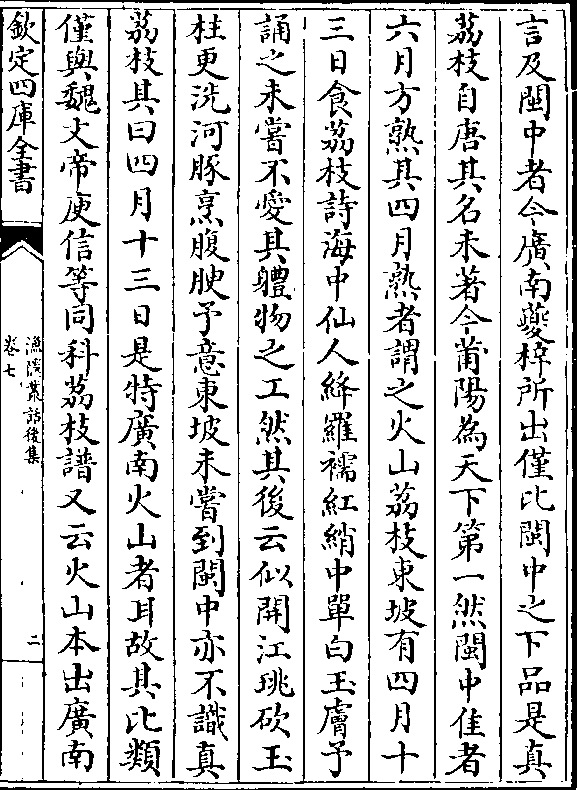 言及閩中者今廣南夔梓所出僅比閩中之下品是真
荔枝自唐其名未著今莆陽為天下第一然閩中佳者
六月方熟其四月熟者謂之火山荔枝東坡有四月十
三日食荔枝詩海中仙人絳羅襦紅綃中單白玉膚予
誦之未嘗不愛其軆物之工然其後云似開江珧砍玉
柱更洗河豚烹腹腴予意東坡未嘗到閩中亦不識真
荔枝其曰四月十三日是特廣南火山者耳故其比類
僅與魏文帝庾信等同科荔枝譜又云火山本出廣南
欽定四庫全書
漁隱叢話後集
卷七
二